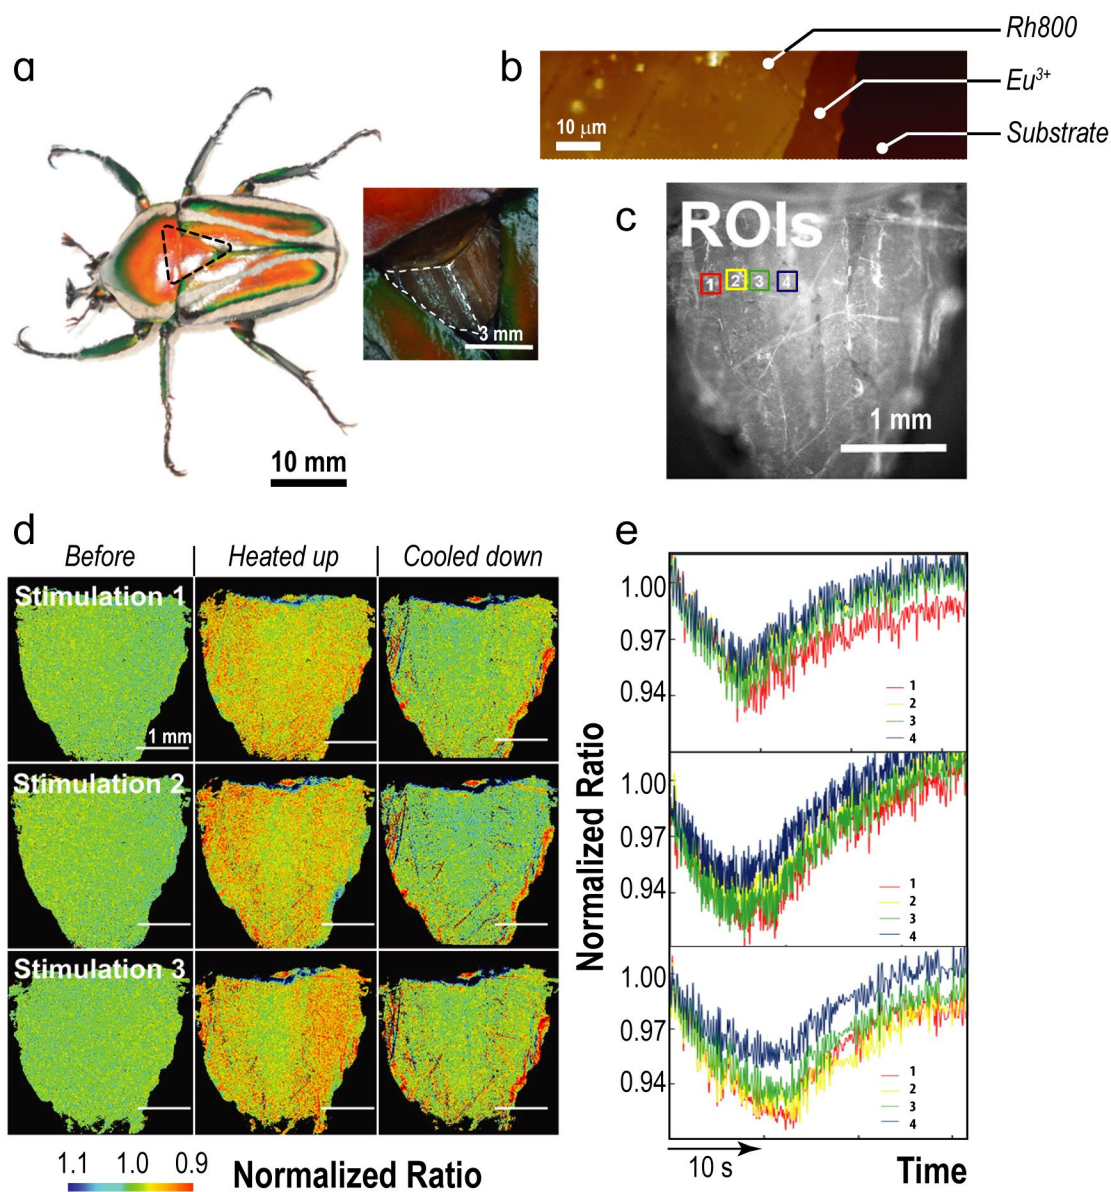 a
10 mm
3 mm
b
Rh800
Eu³⁺
Substrate
10 μm
c
ROIs
1 2 3 4
1 mm
d
Before | Heated up | Cooled down
Stimulation 1
1 mm
Stimulation 2
Stimulation 3
1.1 1.0 0.9
Normalized Ratio
e
Normalized Ratio
1.00
0.97
0.94
1
2
3
4
1.00
0.97
0.94
1
2
3
4
1.00
0.97
0.94
1
2
3
4
10 s
Time